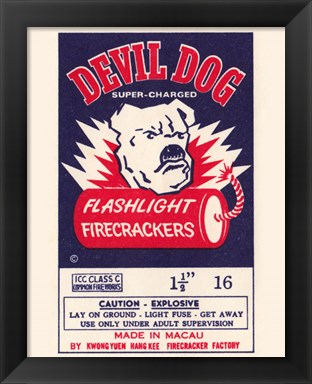 DEVIL DOG
SUPER-CHARGED
FLASHLIGHT
FIRECRACKERS
©
ICC CLASS C
COMMON FIREWORKS
1½" 16
CAUTION - EXPLOSIVE
LAY ON GROUND - LIGHT FUSE - GET AWAY
USE ONLY UNDER ADULT SUPERVISION
MADE IN MACAU
BY KWONG YUEN HANG KEE FIRECRACKER FACTORY